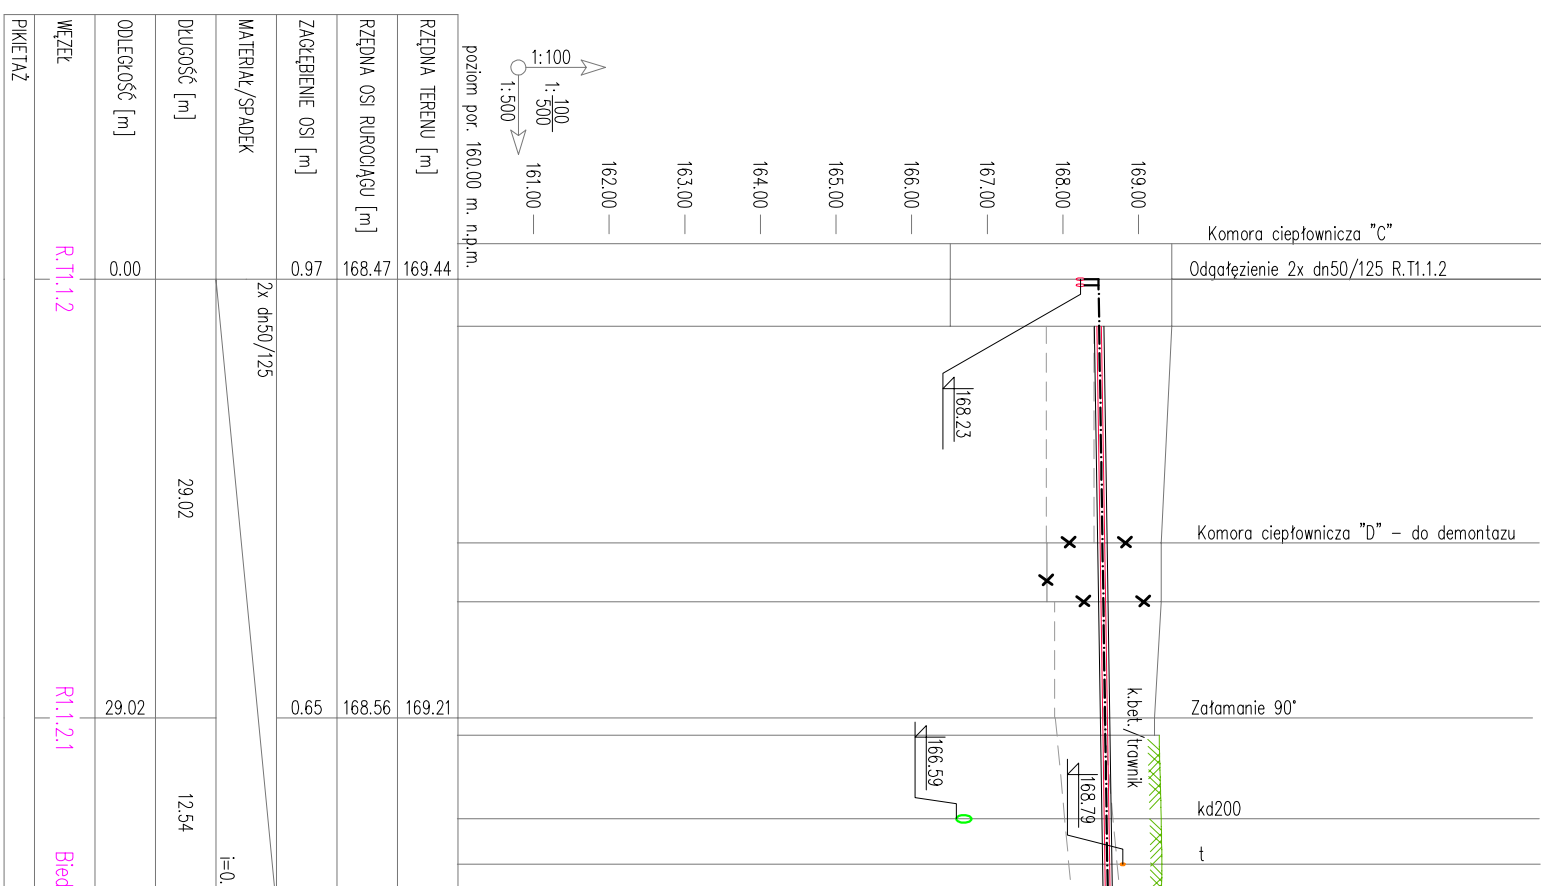 Komora ciepłownicza "C"
Odgałęzienie 2x dn50/125 R.T1.1.2
Komora ciepłownicza "D" – do demontazu
Załamanie 90°
kd200
t
k.bet./trawnik
169.00
168.00
167.00
166.00
165.00
164.00
163.00
162.00
161.00
1:100
1:500
1: 100
500
168.23
166.59
168.79
poziom por. 160.00 m. n.p.m.
RZĘDNA TERENU [m]
169.44
169.21
RZĘDNA OSI RUROCIĄGU [m]
168.47
168.56
ZAGŁĘBIENIE OSI [m]
0.97
0.65
MATERIAŁ/SPADEK
2x dn50/125
i=0.
DŁUGOŚĆ [m]
29.02
12.54
ODLEGŁOŚĆ [m]
0.00
29.02
WĘZEŁ
R.T1.1.2
R1.1.2.1
Bied
PIKIETAŻ